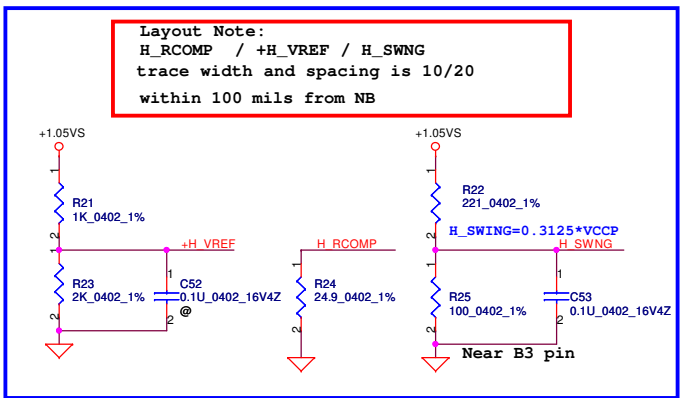 Layout Note:
H_RCOMP / +H_VREF / H_SWNG
trace width and spacing is 10/20
within 100 mils from NB
+1.05VS
1
R21
1K_0402_1%
2
+H_VREF
1
R23
2K_0402_1%
2
1
C52
0.1U_0402_16V4Z
@
2
H_RCOMP
1
R24
24.9_0402_1%
2
+1.05VS
1
R22
221_0402_1%
2
H_SWING=0.3125*VCCP
H_SWNG
1
R25
100_0402_1%
2
1
C53
0.1U_0402_16V4Z
2
Near B3 pin